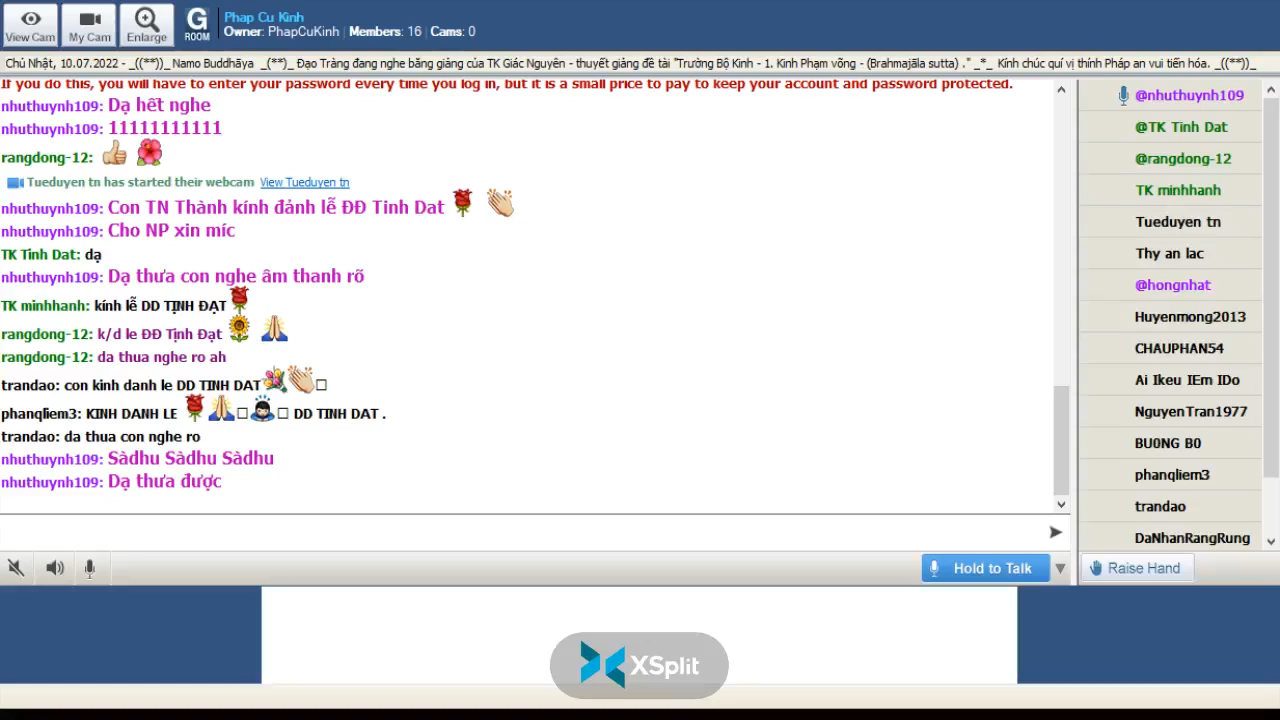 View Cam
My Cam
Enlarge
G
ROOM
Phap Cu Kinh
Owner: PhapCuKinh | Members: 16 | Cams: 0
Chủ Nhật, 10.07.2022 - _((**))_ Namo Buddhāya _(**)_ Đạo Tràng đang nghe băng giảng của TK Giác Nguyên - thuyết giảng đề tài "Trường Bộ Kinh - 1. Kinh Phạm võng - (Brahmajāla sutta) ." _*_ Kính chúc quí vị thính Pháp an vui tiến hóa. _((**))_
If you do this, you will have to enter your password every time you log in, but it is a small price to pay to keep your account and password protected.
nhuthuynh109: Dạ hết nghe
nhuthuynh109: 11111111111
rangdong-12:
Tueduyen tn has started their webcam View Tueduyen tn
nhuthuynh109: Con TN Thành kính đảnh lễ ĐĐ Tinh Dat
nhuthuynh109: Cho NP xin míc
TK Tinh Dat: dạ
nhuthuynh109: Dạ thưa con nghe âm thanh rõ
TK minhhanh: kính lễ DD TỊNH ĐẠT
rangdong-12: k/d le ĐĐ Tịnh Đạt
rangdong-12: da thua nghe ro ah
trandao: con kinh danh le DD TINH DAT
phanqliem3: KINH DANH LE DD TINH DAT .
trandao: da thua con nghe ro
nhuthuynh109: Sàdhu Sàdhu Sàdhu
nhuthuynh109: Dạ thưa được
@nhuthuynh109
@TK Tinh Dat
@rangdong-12
TK minhhanh
Tueduyen tn
Thy an lac
@hongnhat
Huyenmong2013
CHAUPHAN54
Ai Ikeu IEm IDo
NguyenTran1977
BU0NG B0
phanqliem3
trandao
DaNhanRangRung
Hold to Talk
Raise Hand
XSplit